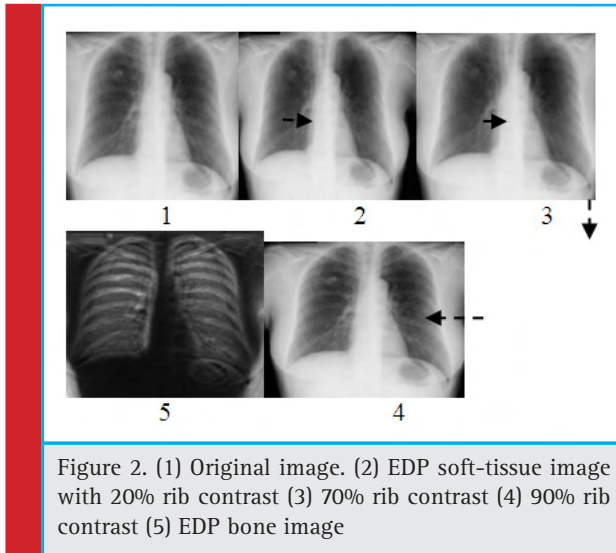 1 2 3
5 4
Figure 2. (1) Original image. (2) EDP soft-tissue image
with 20% rib contrast (3) 70% rib contrast (4) 90% rib
contrast (5) EDP bone image